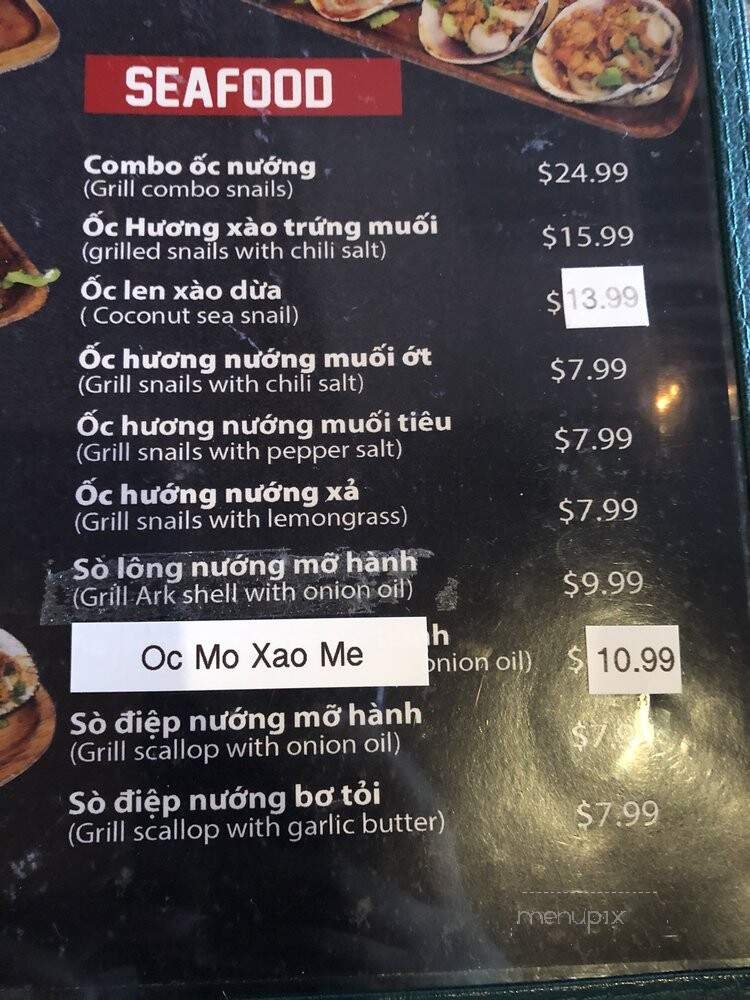 SEAFOOD
Combo ốc nướng $24.99
(Grill combo snails)
Ốc Hương xào trứng muối $15.99
(grilled snails with chili salt)
Ốc len xào dừa $13.99
( Coconut sea snail)
Ốc hương nướng muối ớt $7.99
(Grill snails with chili salt)
Ốc hương nướng muối tiêu $7.99
(Grill snails with pepper salt)
Ốc hướng nướng xả $7.99
(Grill snails with lemongrass)
Sò lông nướng mỡ hành $9.99
(Grill Ark shell with onion oil)
Oc Mo Xao Me $10.99
onion oil)
Sò điệp nướng mỡ hành
(Grill scallop with onion oil)
Sò điệp nướng bơ tỏi $7.99
(Grill scallop with garlic butter)
menupix